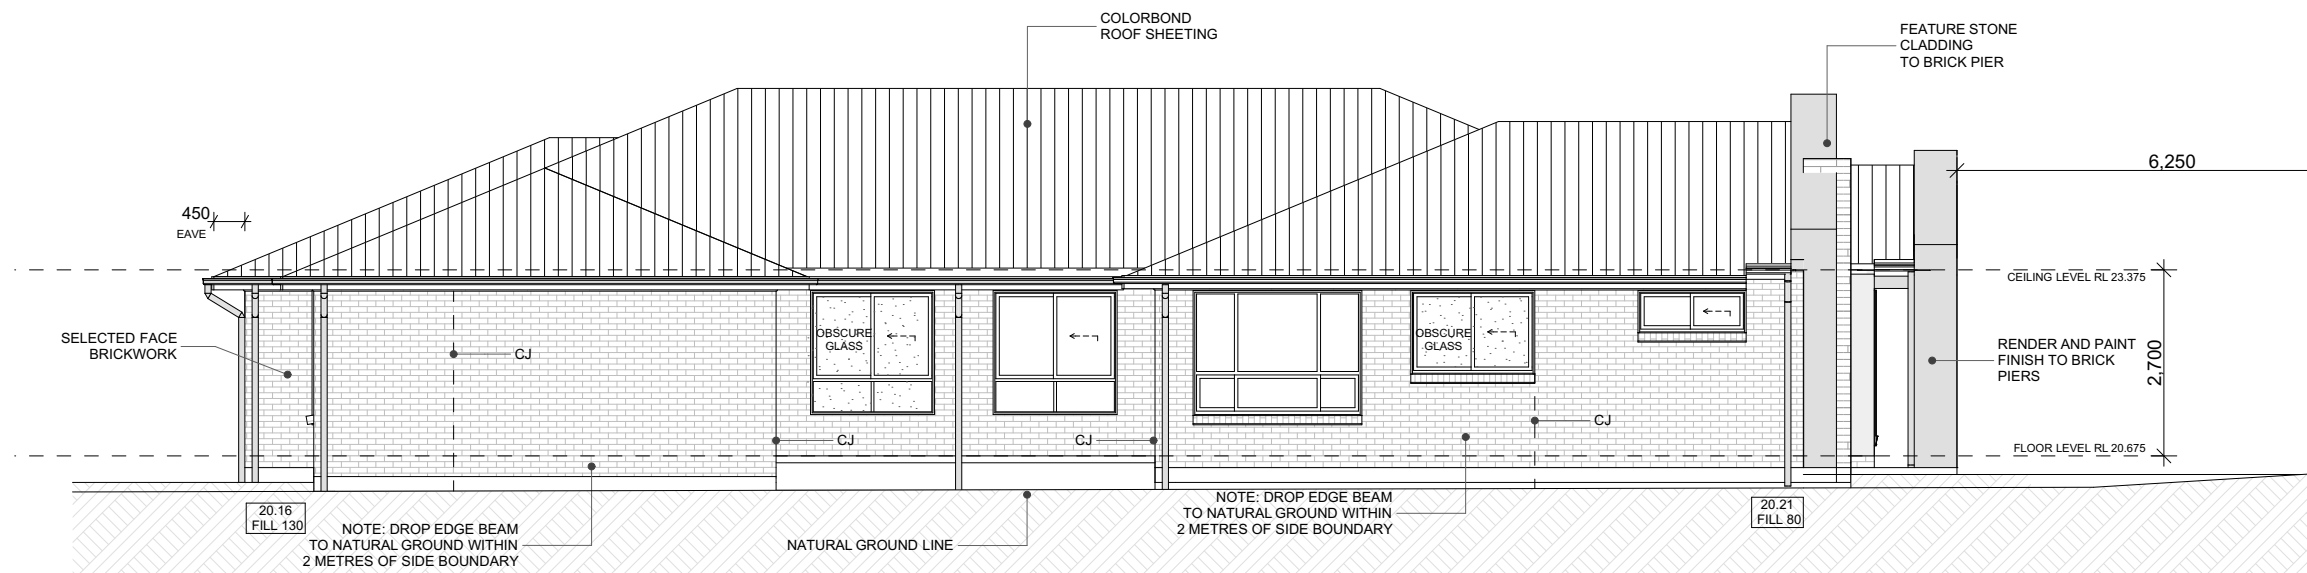 COLORBOND
ROOF SHEETING
FEATURE STONE
CLADDING
TO BRICK PIER
6,250
450
EAVE
CEILING LEVEL RL 23.375
SELECTED FACE
BRICKWORK
CJ
OBSCURE
GLASS
OBSCURE
GLASS
RENDER AND PAINT
FINISH TO BRICK
PIERS
2,700
CJ
CJ
CJ
FLOOR LEVEL RL 20.675
20.16
FILL 130
NOTE: DROP EDGE BEAM
TO NATURAL GROUND WITHIN
2 METRES OF SIDE BOUNDARY
NATURAL GROUND LINE
NOTE: DROP EDGE BEAM
TO NATURAL GROUND WITHIN
2 METRES OF SIDE BOUNDARY
20.21
FILL 80